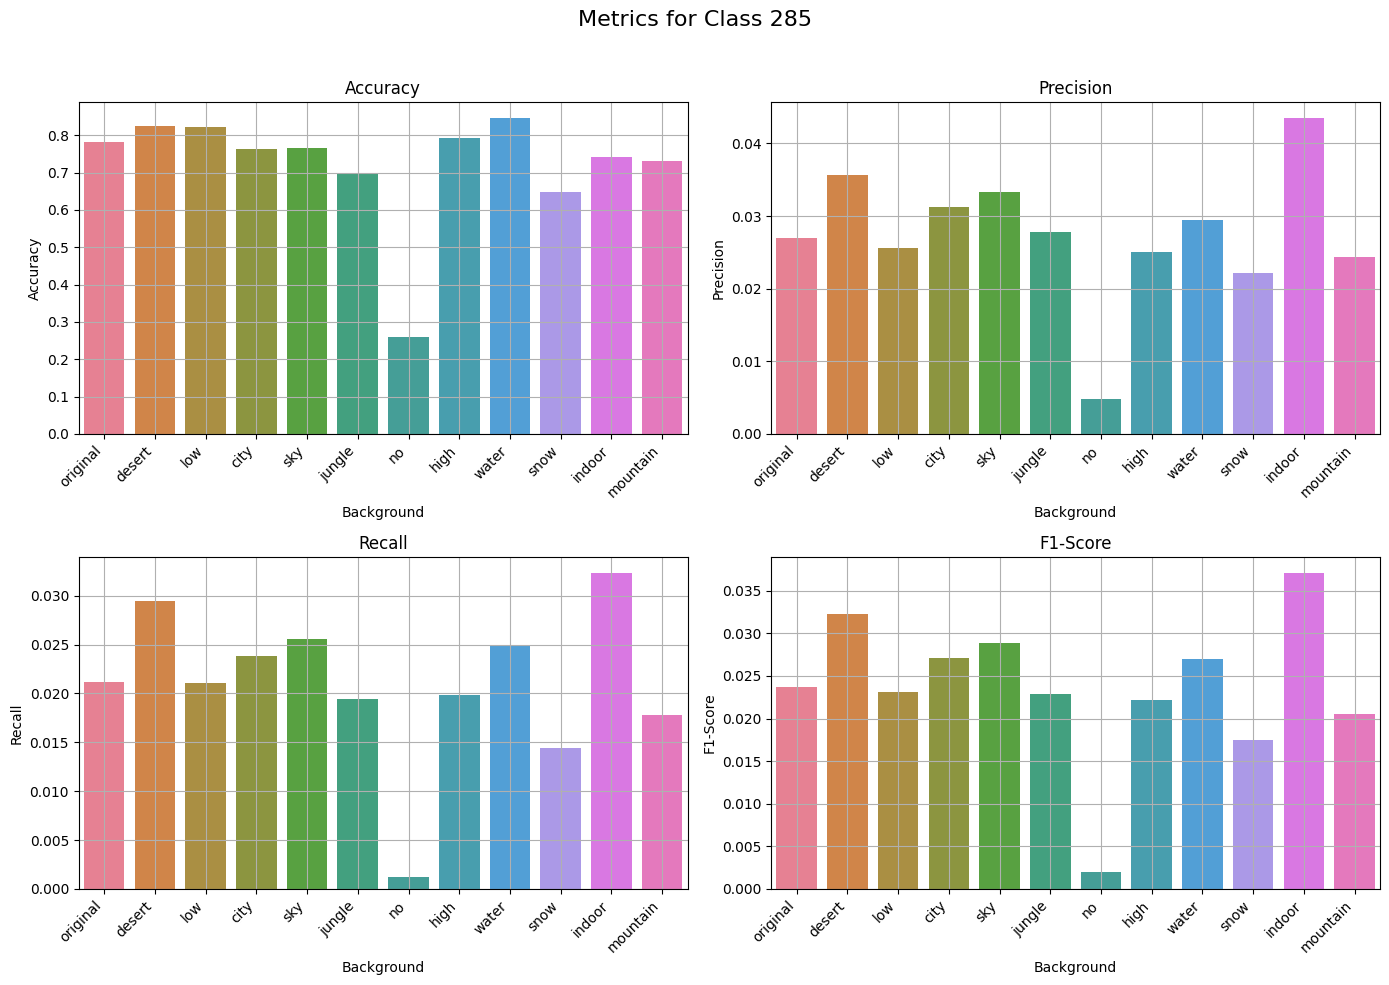 Metrics for Class 285
Accuracy
Accuracy
0.8
0.7
0.6
0.5
0.4
0.3
0.2
0.1
0.0
original
desert
low
city
sky
jungle
no
high
water
snow
indoor
mountain
Background
Precision
Precision
0.04
0.03
0.02
0.01
0.00
original
desert
low
city
sky
jungle
no
high
water
snow
indoor
mountain
Background
Recall
Recall
0.030
0.025
0.020
0.015
0.010
0.005
0.000
original
desert
low
city
sky
jungle
no
high
water
snow
indoor
mountain
Background
F1-Score
F1-Score
0.035
0.030
0.025
0.020
0.015
0.010
0.005
0.000
original
desert
low
city
sky
jungle
no
high
water
snow
indoor
mountain
Background